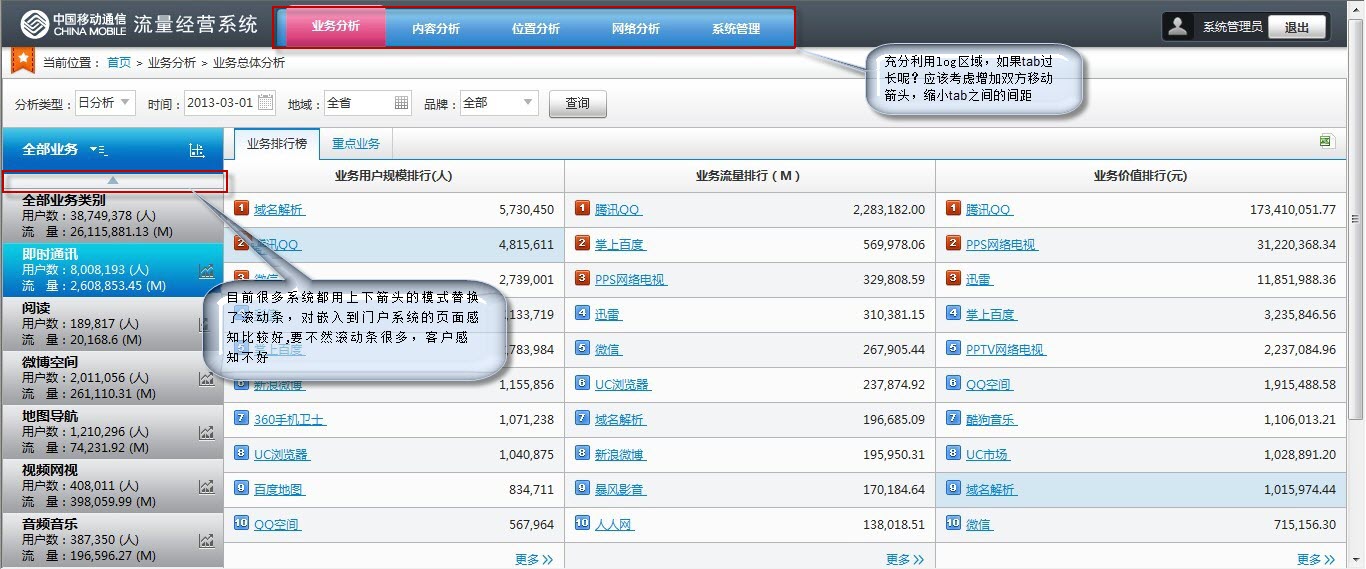 中国移动通信
CHINA MOBILE
流量经营系统
业务分析 内容分析 位置分析 网络分析 系统管理
系统管理员 退出
当前位置： 首页 > 业务分析 > 业务总体分析
充分利用log区域，如果tab过
长呢？应该考虑增加双方移动
箭头，缩小tab之间的间距
分析类型： 日分析 时间： 2013-03-01 地域： 全省 品牌： 全部 查询
全部业务
业务排行榜 重点业务
全部业务类别
用户数：38,749,378 (人)
流 量：26,115,881.13 (M)
即时通讯
用户数：8,008,193 (人)
流 量：2,608,853.45 (M)
阅读
用户数：189,817 (人)
流 量：20,168.6 (M)
微博空间
用户数：2,011,056 (人)
流 量：261,110.31 (M)
地图导航
用户数：1,210,296 (人)
流 量：74,231.92 (M)
视频网视
用户数：408,011 (人)
流 量：398,059.99 (M)
音频音乐
用户数：387,350 (人)
流 量：196,596.27 (M)
目前很多系统都用上下箭头的模式替换
了滚动条，对嵌入到门户系统的页面感
知比较好,要不然滚动条很多，客户感
知不好
业务用户规模排行(人)
1 域名解析 5,730,450
2 腾讯QQ 4,815,611
3 微信 2,739,001
,133,719
掌上百度 ,783,984
6 新浪微博 1,155,856
7 360手机卫士 1,071,238
8 UC浏览器 1,040,875
9 百度地图 834,711
10 QQ空间 567,964
更多
业务流量排行（M）
1 腾讯QQ 2,283,182.00
2 掌上百度 569,978.06
3 PPS网络电视 329,808.59
4 迅雷 310,381.15
5 微信 267,905.44
6 UC浏览器 237,874.92
7 域名解析 196,685.09
8 新浪微博 195,950.31
9 暴风影音 170,184.64
10 人人网 138,018.51
更多
业务价值排行(元)
1 腾讯QQ 173,410,051.77
2 PPS网络电视 31,220,368.34
3 迅雷 11,851,988.36
4 掌上百度 3,235,846.56
5 PPTV网络电视 2,237,084.96
6 QQ空间 1,915,488.58
7 酷狗音乐 1,106,013.21
8 UC市场 1,028,891.20
9 域名解析 1,015,974.44
10 微信 715,156.30
更多